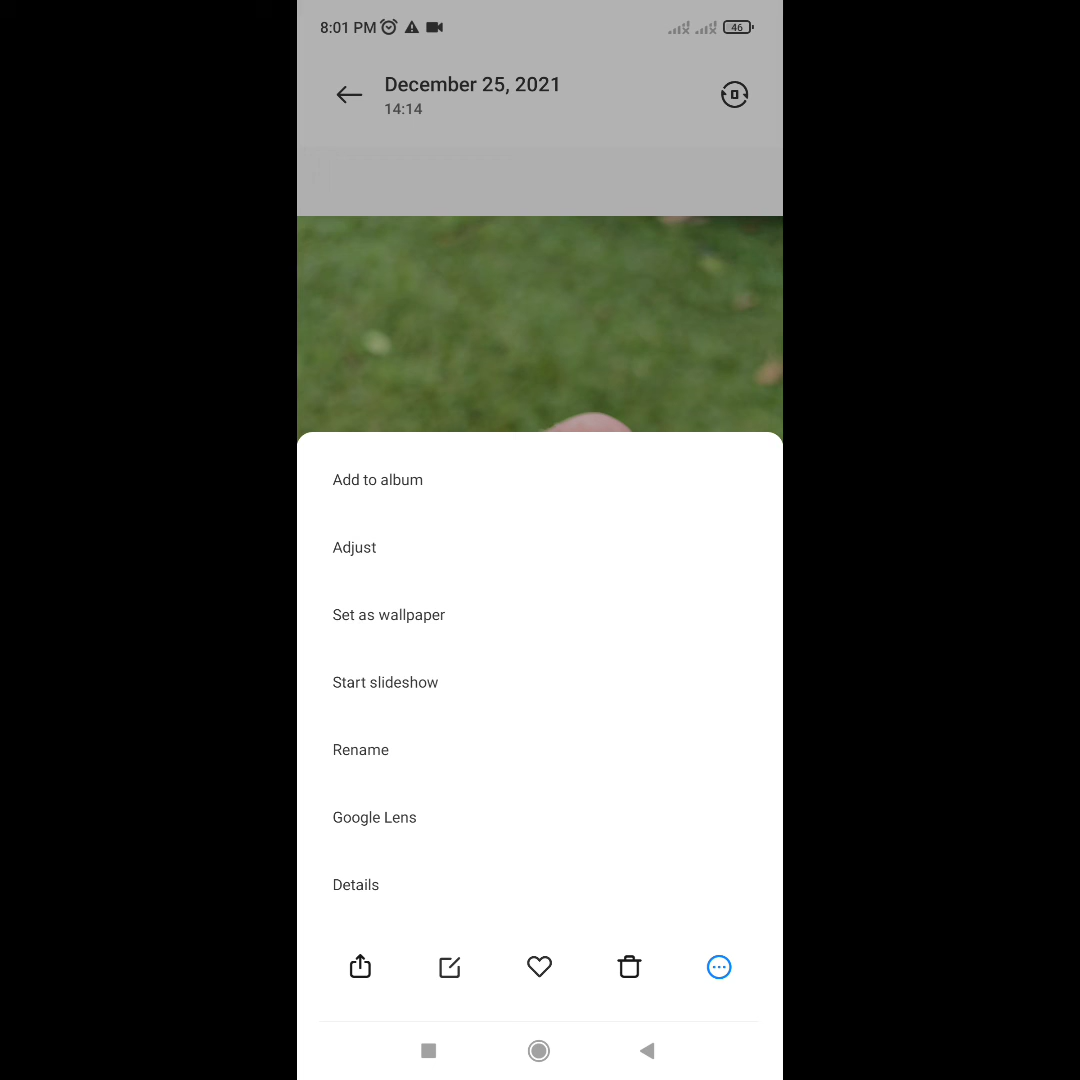 8:01 PM
46
December 25, 2021
14:14
Add to album
Adjust
Set as wallpaper
Start slideshow
Rename
Google Lens
Details